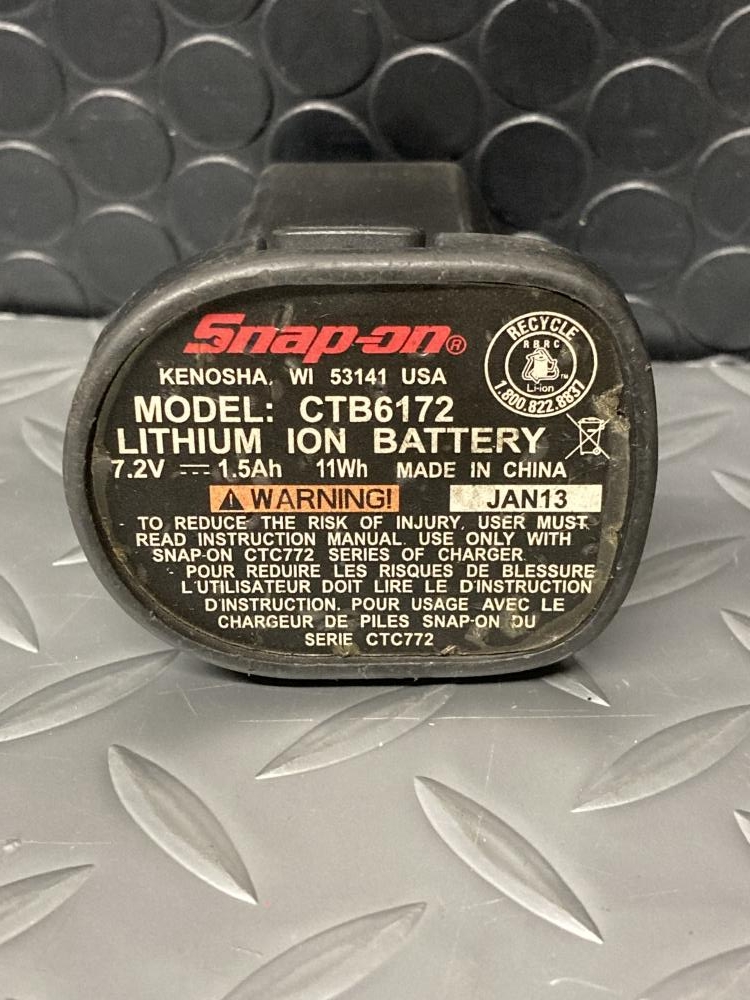 Snap-on®
RECYCLE
RBRC
Li-ion
TM
1.800.822.8837
KENOSHA, WI 53141 USA
MODEL: CTB6172
LITHIUM ION BATTERY
7.2V ⎓ 1.5Ah 11Wh MADE IN CHINA
⚠ WARNING! JAN13
TO REDUCE THE RISK OF INJURY, USER MUST
READ INSTRUCTION MANUAL. USE ONLY WITH
SNAP-ON CTC772 SERIES OF CHARGER.
POUR REDUIRE LES RISQUES DE BLESSURE
L'UTILISATEUR DOIT LIRE LE D'INSTRUCTION
D'INSTRUCTION. POUR USAGE AVEC LE
CHARGEUR DE PILES SNAP-ON DU
SERIE CTC772